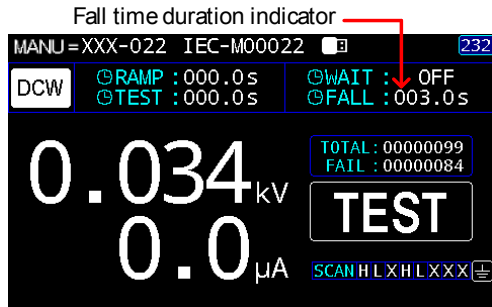 Fall time duration indicator
MANU=XXX-022 IEC-M00022 232
DCW RAMP:000.0s WAIT: OFF
TEST:000.0s FALL:003.0s
0.034kV
TOTAL:00000099
FAIL:00000084
TEST
0.0µA
SCAN HLXHLXXX